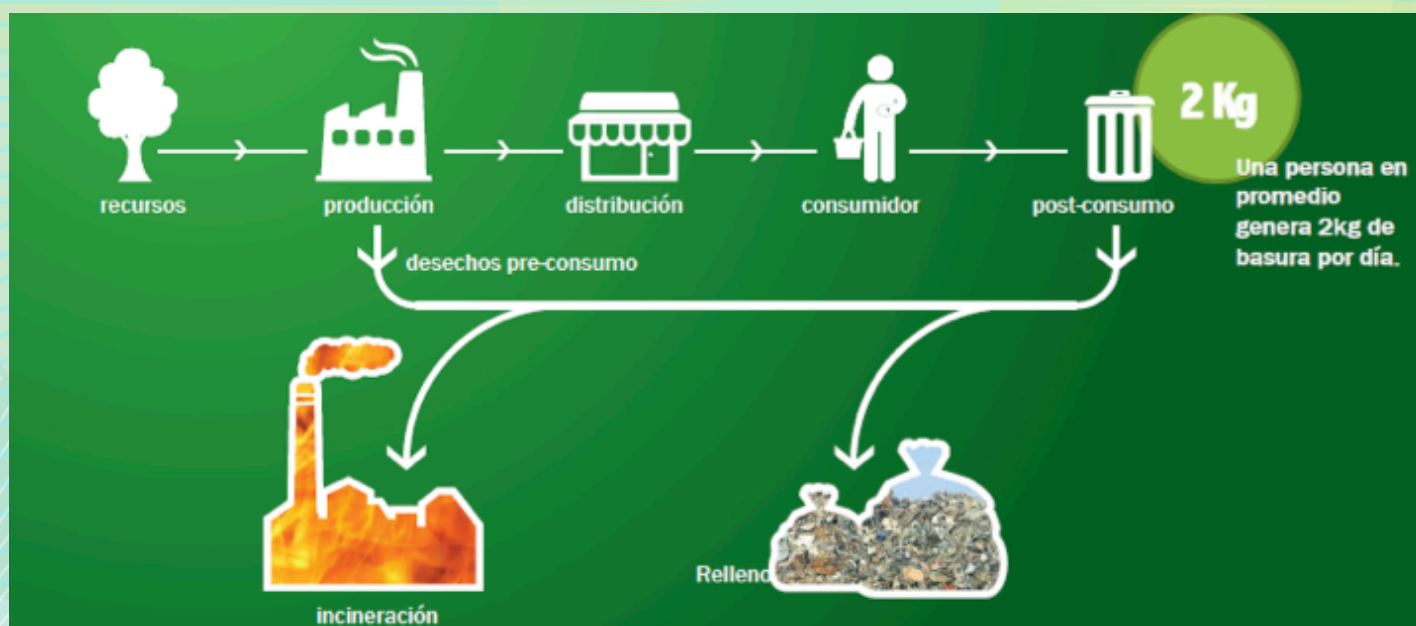 2 Kg
Una persona en
promedio
genera 2kg de
basura por día.
recursos
producción
distribución
consumidor
post-consumo
desechos pre-consumo
Relleno
incineración